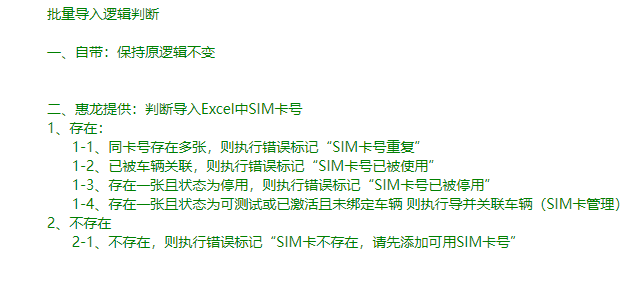 批量导入逻辑判断
一、自带：保持原逻辑不变
二、惠龙提供：判断导入Excel中SIM卡号
1、存在：
1-1、同卡号存在多张，则执行错误标记“SIM卡号重复”
1-2、已被车辆关联，则执行错误标记“SIM卡号已被使用”
1-3、存在一张且状态为停用，则执行错误标记“SIM卡号已被停用”
1-4、存在一张且状态为可测试或已激活且未绑定车辆 则执行导并关联车辆（SIM卡管理）
2、不存在
2-1、不存在，则执行错误标记“SIM卡不存在，请先添加可用SIM卡号”